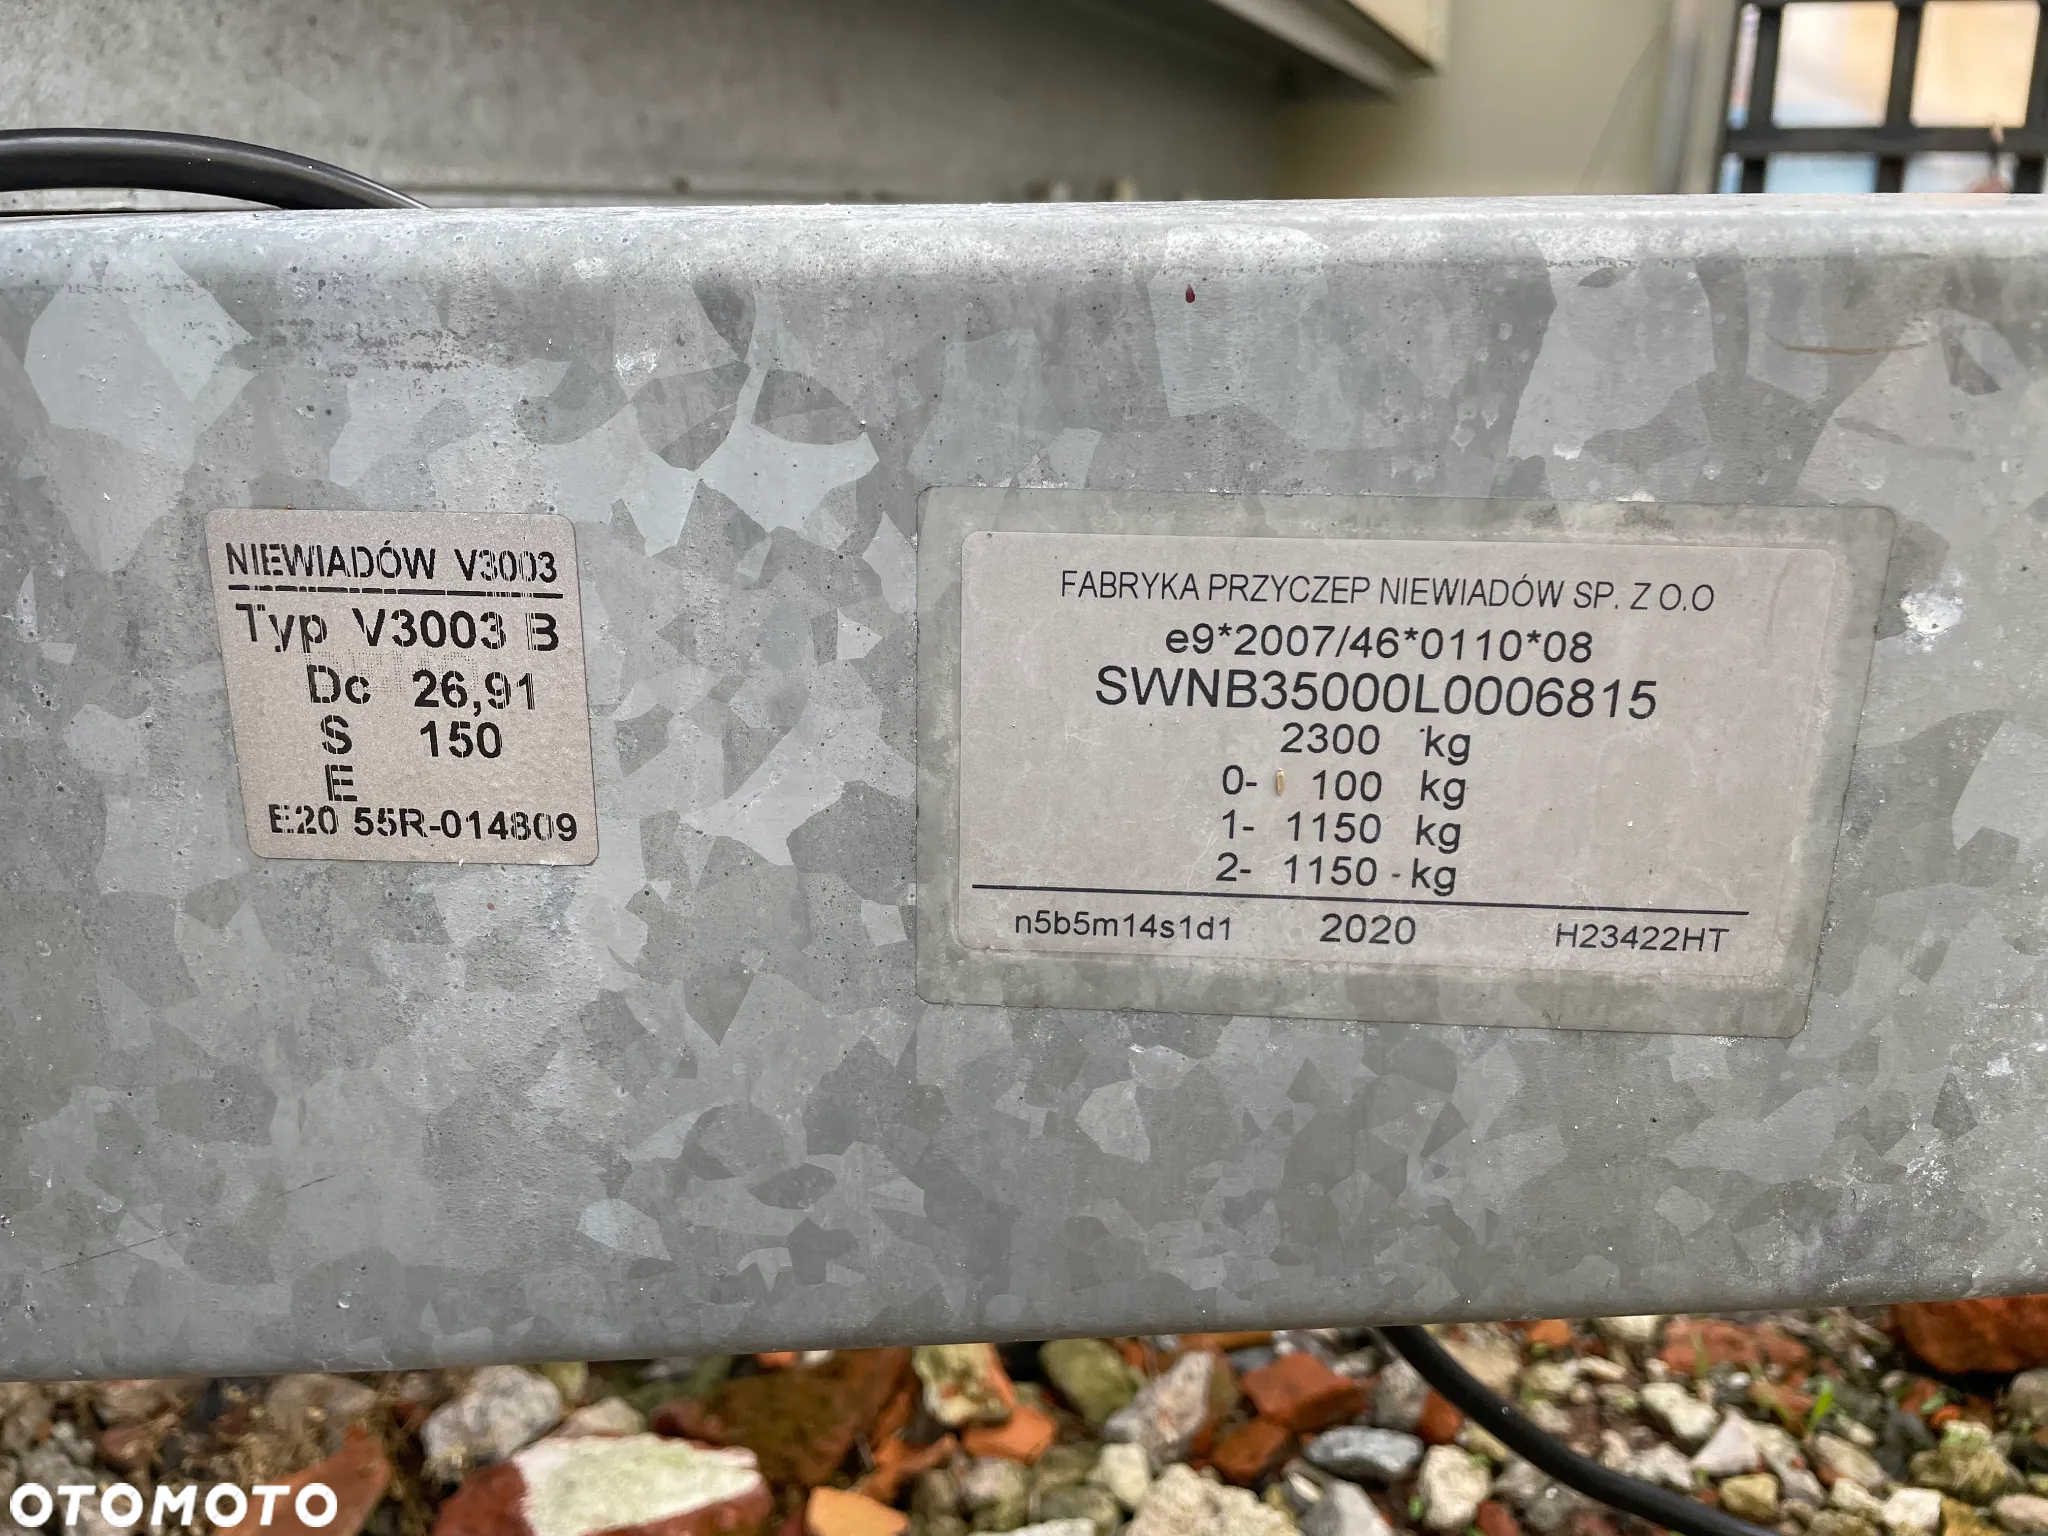 NIEWIADÓW V3003
Typ V3003 B
Dc 26,91
S 150
E
E20 55R-014809
FABRYKA PRZYCZEP NIEWIADÓW SP. Z O.O
e9*2007/46*0110*08
SWNB35000L0006815
2300 kg
0- 100 kg
1- 1150 kg
2- 1150 - kg
n5b5m14s1d1 2020 H23422HT
OTOMOTO